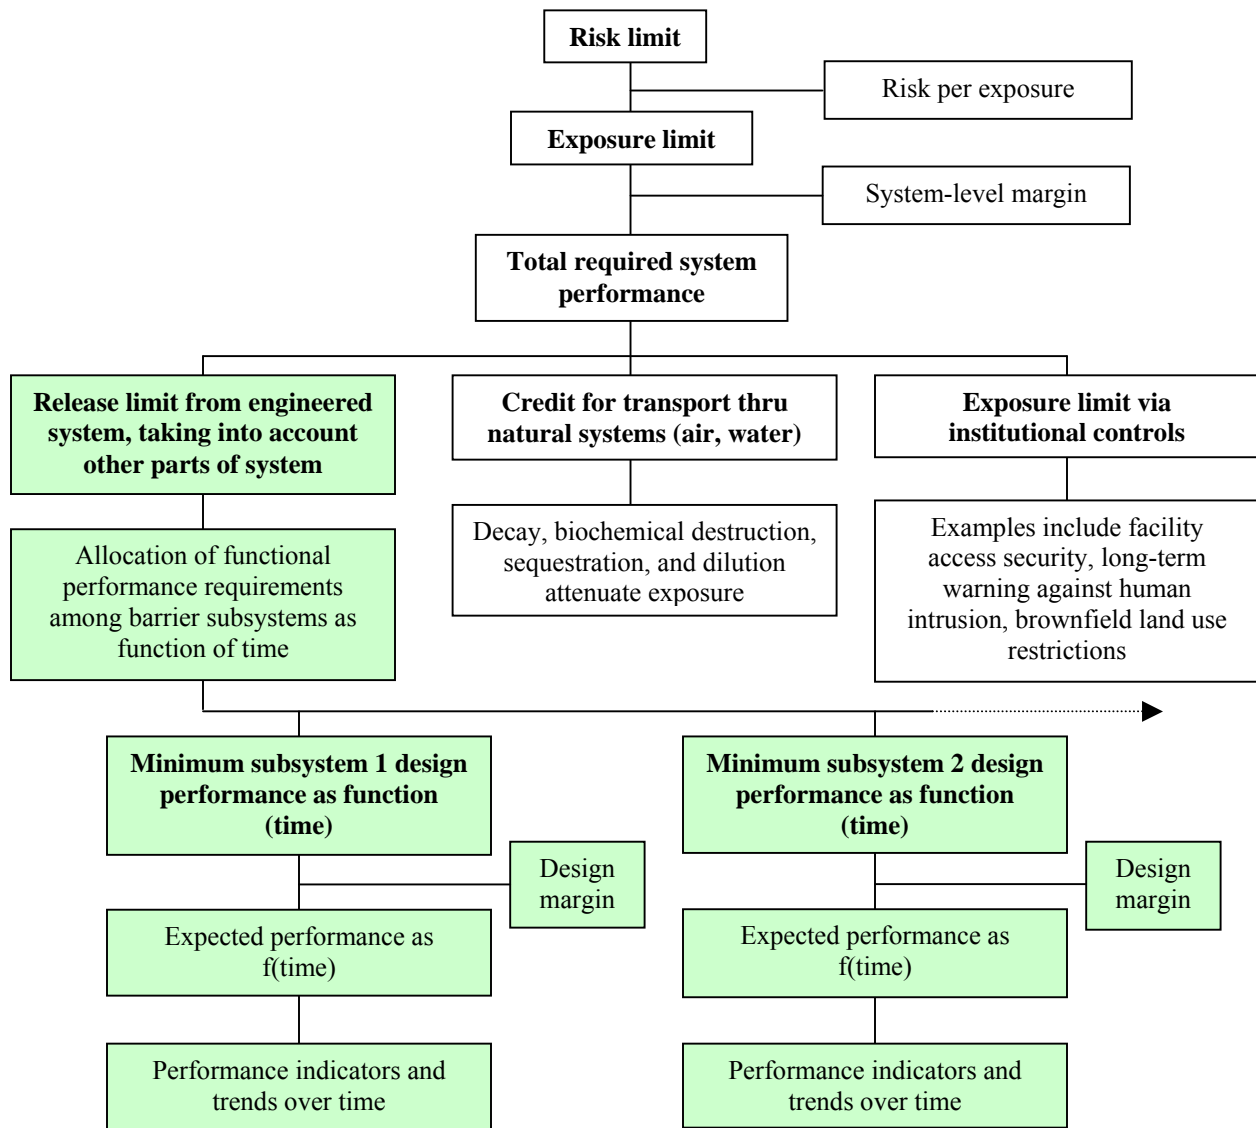 Risk limit
Risk per exposure
Exposure limit
System-level margin
Total required system
performance
Release limit from engineered
system, taking into account
other parts of system
Credit for transport thru
natural systems (air, water)
Exposure limit via
institutional controls
Allocation of functional
performance requirements
among barrier subsystems as
function of time
Decay, biochemical destruction,
sequestration, and dilution
attenuate exposure
Examples include facility
access security, long-term
warning against human
intrusion, brownfield land use
restrictions
Minimum subsystem 1 design
performance as function
(time)
Minimum subsystem 2 design
performance as function
(time)
Design
margin
Design
margin
Expected performance as
f(time)
Expected performance as
f(time)
Performance indicators and
trends over time
Performance indicators and
trends over time